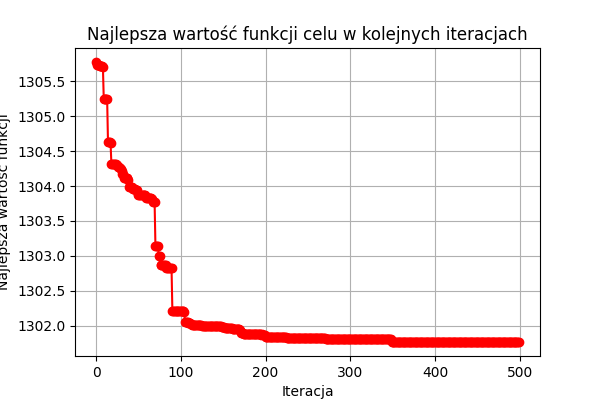 Najlepsza wartość funkcji celu w kolejnych iteracjach
Najlepsza wartość funkcji
1305.5
1305.0
1304.5
1304.0
1303.5
1303.0
1302.5
1302.0
0 100 200 300 400 500
Iteracja